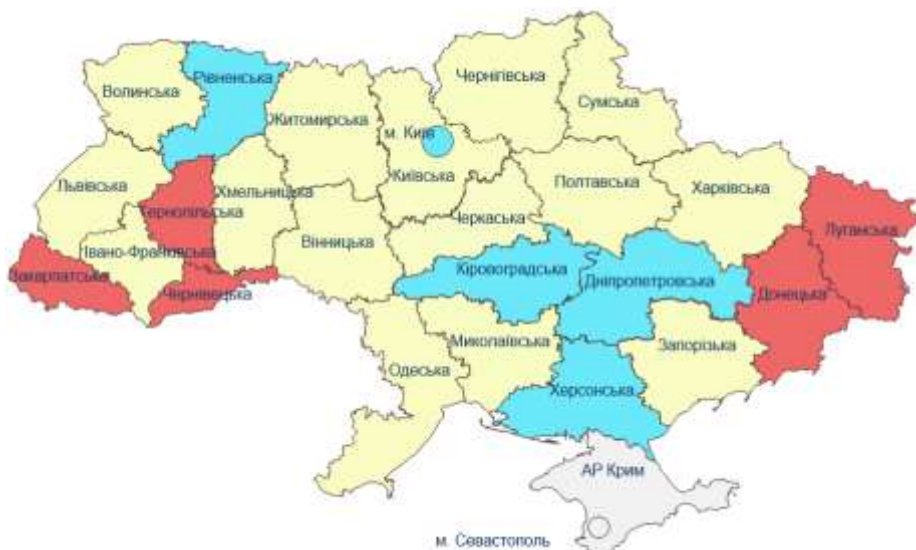 Чернігівська
Рівненська
Волинська
Сумська
Житомирська
м. Київ
Київська
Львівська
Хмельницька
Полтавська
Харківська
Тернопільська
Черкаська
Луганська
Вінницька
Івано-Франківська
Закарпатська
Кіровоградська
Дніпропетровська
Чернівецька
Донецька
Миколаївська
Запорізька
Одеська
Херсонська
АР Крим
м. Севастополь